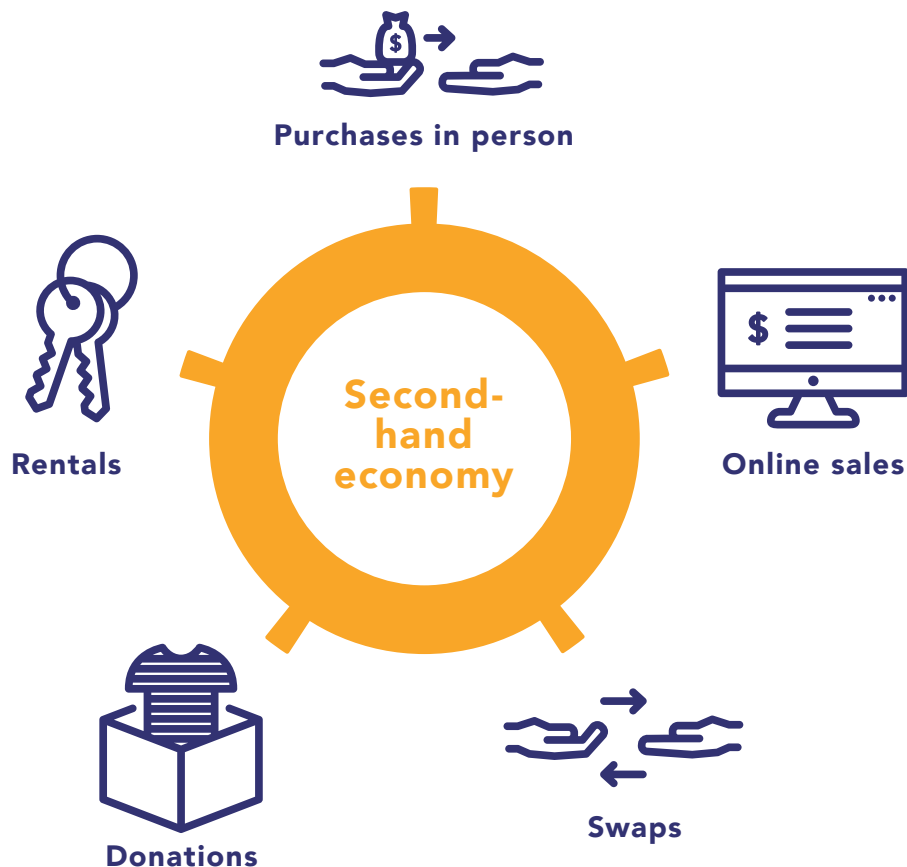 $
Purchases in person
$
Rentals
Second-
hand
economy
Online sales
Donations
Swaps